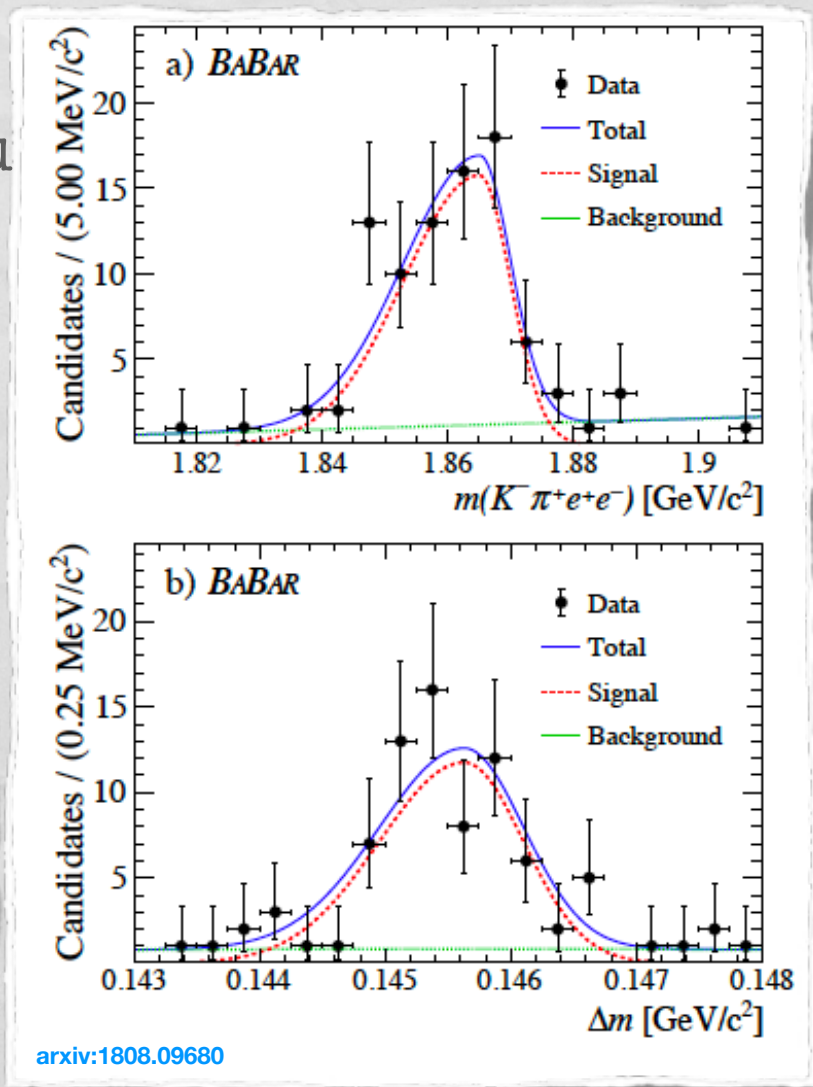 a) BABAR
Candidates / (5.00 MeV/c²)
20
15
10
5
Data
Total
Signal
Background
1.82 1.84 1.86 1.88 1.9
m(K⁻π⁺e⁺e⁻) [GeV/c²]
b) BABAR
Candidates / (0.25 MeV/c²)
20
15
10
5
Data
Total
Signal
Background
0.143 0.144 0.145 0.146 0.147 0.148
Δm [GeV/c²]
arxiv:1808.09680